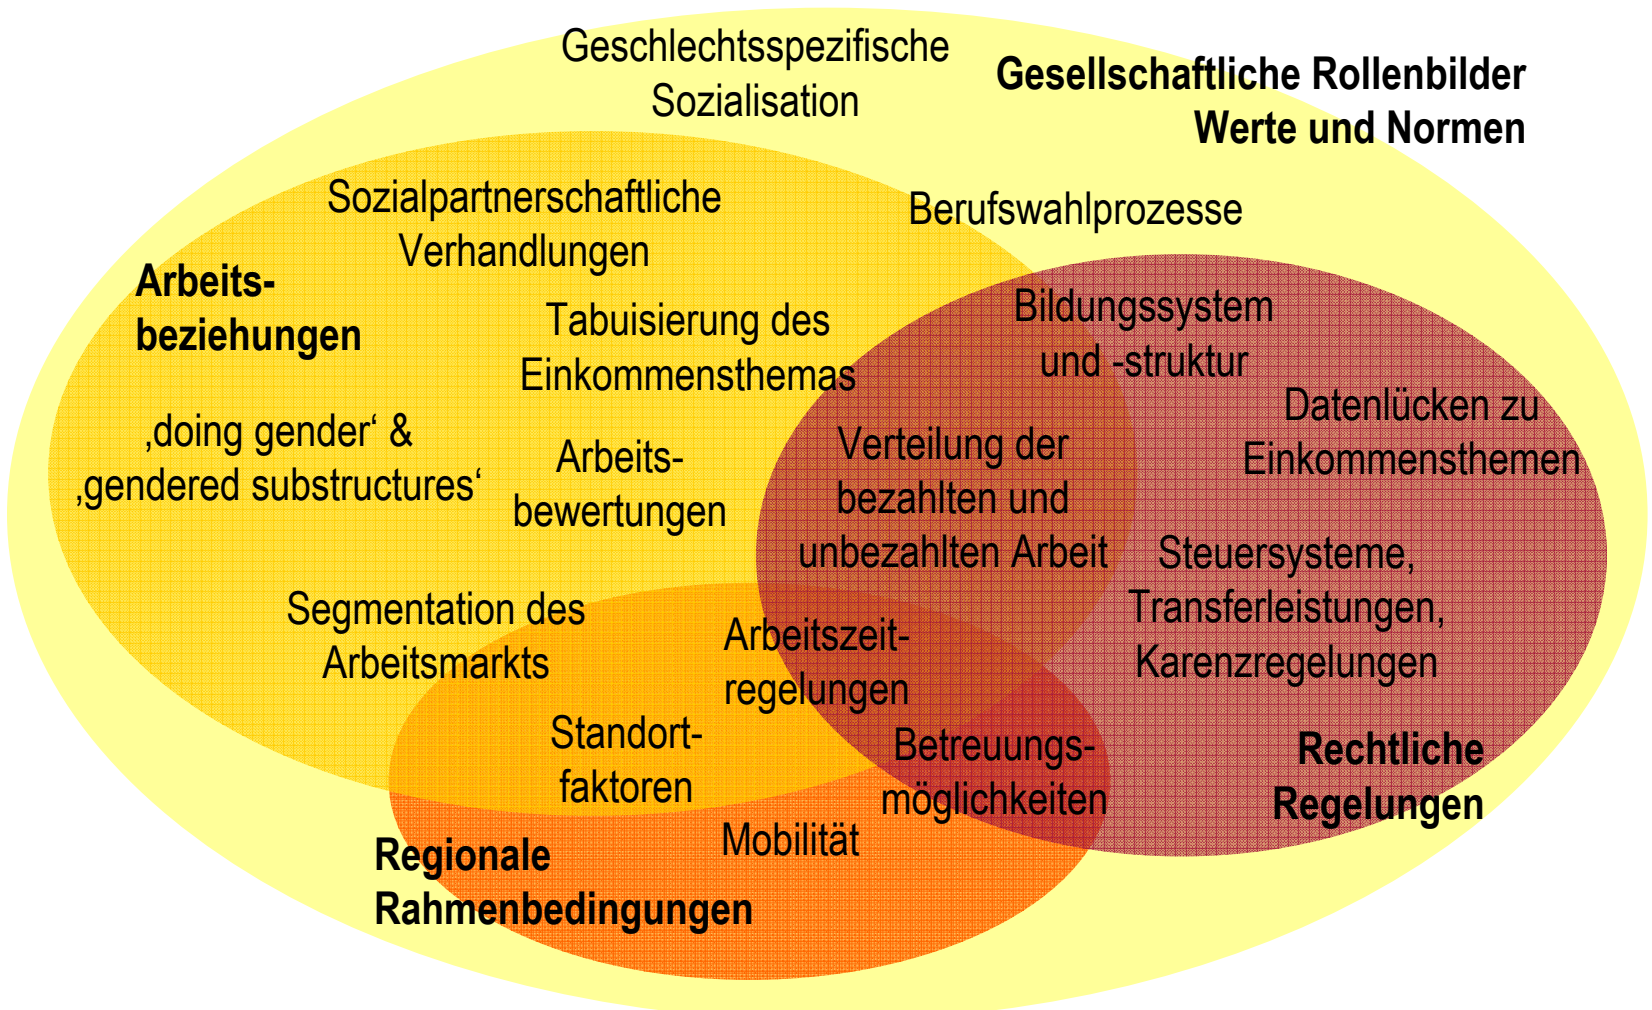 Geschlechtsspezifische
Sozialisation
Gesellschaftliche Rollenbilder
Werte und Normen
Sozialpartnerschaftliche
Verhandlungen
Berufswahlprozesse
Arbeits-
beziehungen
Tabuisierung des
Einkommensthemas
Bildungssystem
und -struktur
Datenlücken zu
Einkommensthemen
‚doing gender‘ &
‚gendered substructures‘
Arbeits-
bewertungen
Verteilung der
bezahlten und
unbezahlten Arbeit
Steuersysteme,
Transferleistungen,
Karenzregelungen
Segmentation des
Arbeitsmarkts
Arbeitszeit-
regelungen
Standort-
faktoren
Betreuungs-
möglichkeiten
Rechtliche
Regelungen
Mobilität
Regionale
Rahmenbedingungen